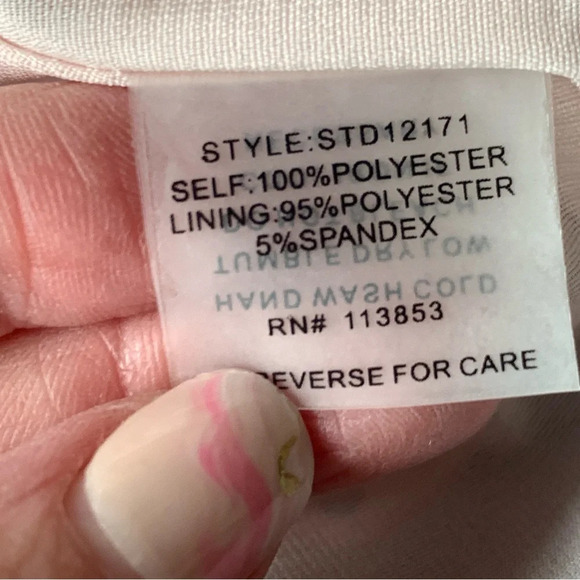 STYLE:STD12171
SELF:100%POLYESTER
LINING:95%POLYESTER
5%SPANDEX
TUMBLE DRY LOW
HAND WASH COLD
RN# 113853
REVERSE FOR CARE